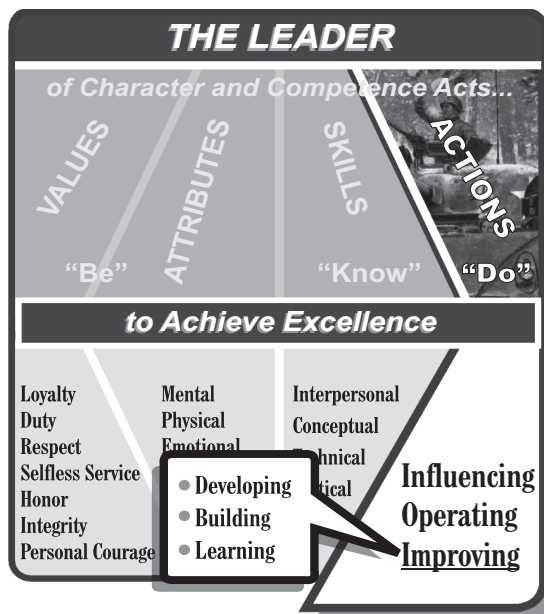 THE LEADER
of Character and Competence Acts...
VALUES
ATTRIBUTES
SKILLS
ACTIONS
“Be”
“Know”
“Do”
to Achieve Excellence
Loyalty
Duty
Respect
Selfless Service
Honor
Integrity
Personal Courage
Mental
Physical
Emotional
Interpersonal
Conceptual
Technical
Influencing
Operating
Improving
Developing
Building
Learning